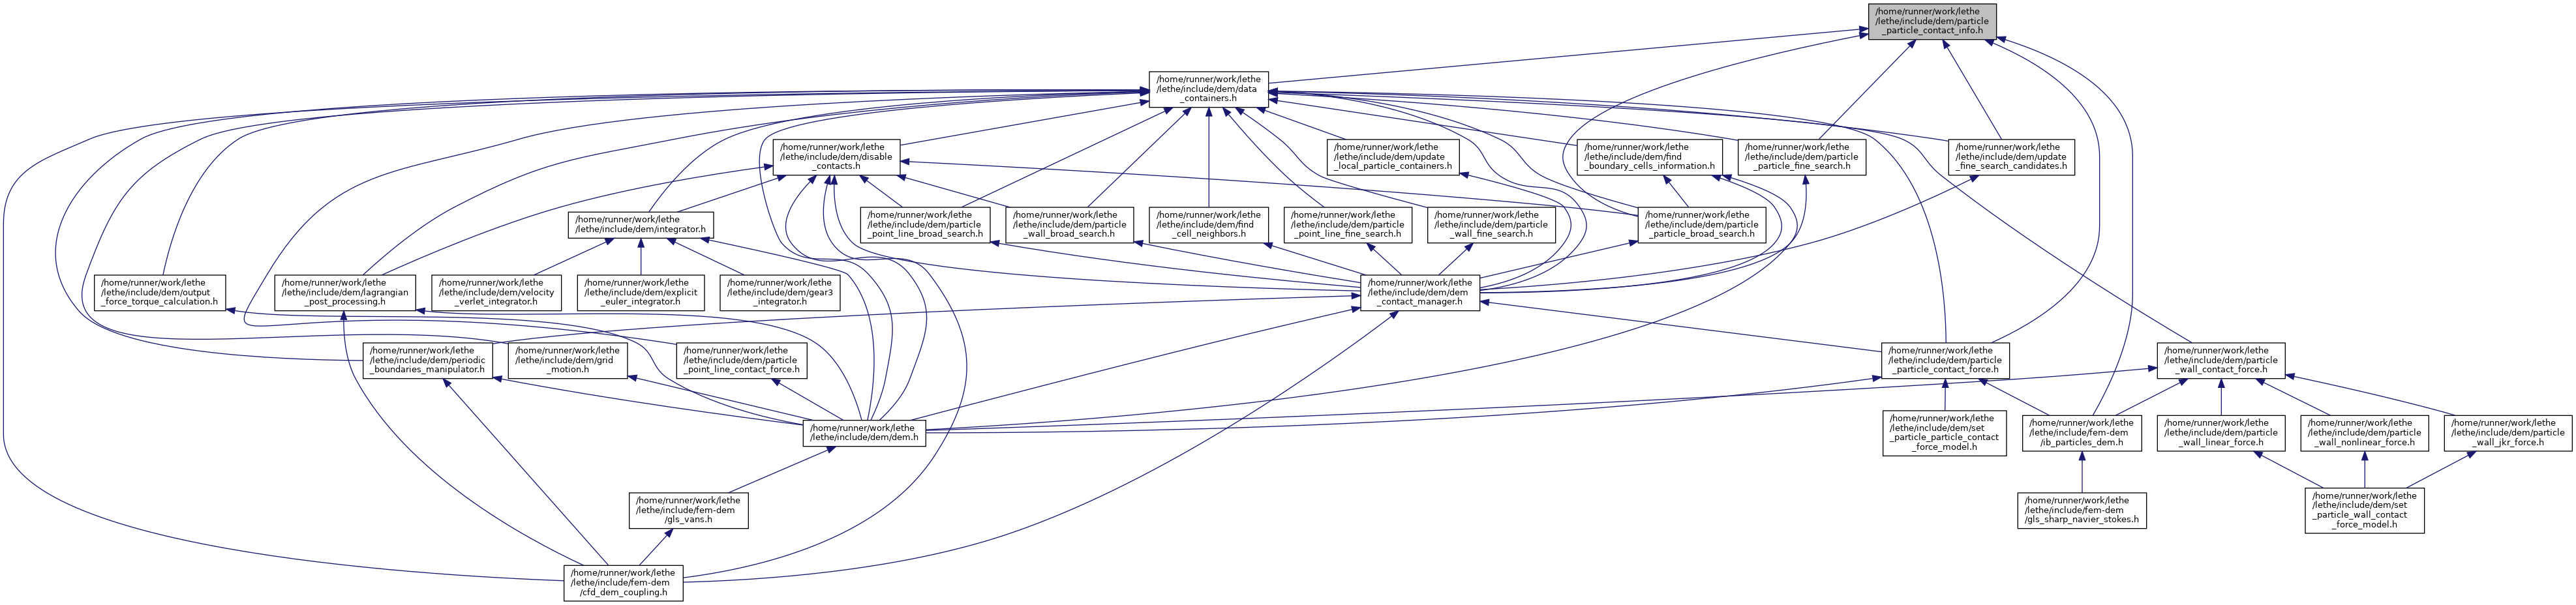 /home/runner/work/lethe
/lethe/include/dem/particle
_particle_contact_info.h
/home/runner/work/lethe
/lethe/include/dem/data
_containers.h
/home/runner/work/lethe
/lethe/include/dem/disable
_contacts.h
/home/runner/work/lethe
/lethe/include/dem/update
_local_particle_containers.h
/home/runner/work/lethe
/lethe/include/dem/find
_boundary_cells_information.h
/home/runner/work/lethe
/lethe/include/dem/particle
_particle_fine_search.h
/home/runner/work/lethe
/lethe/include/dem/update
_fine_search_candidates.h
/home/runner/work/lethe
/lethe/include/dem/integrator.h
/home/runner/work/lethe
/lethe/include/dem/particle
_point_line_broad_search.h
/home/runner/work/lethe
/lethe/include/dem/particle
_wall_broad_search.h
/home/runner/work/lethe
/lethe/include/dem/find
_cell_neighbors.h
/home/runner/work/lethe
/lethe/include/dem/particle
_point_line_fine_search.h
/home/runner/work/lethe
/lethe/include/dem/particle
_wall_fine_search.h
/home/runner/work/lethe
/lethe/include/dem/particle
_particle_broad_search.h
/home/runner/work/lethe
/lethe/include/dem/output
_force_torque_calculation.h
/home/runner/work/lethe
/lethe/include/dem/lagrangian
_post_processing.h
/home/runner/work/lethe
/lethe/include/dem/velocity
_verlet_integrator.h
/home/runner/work/lethe
/lethe/include/dem/explicit
_euler_integrator.h
/home/runner/work/lethe
/lethe/include/dem/gear3
_integrator.h
/home/runner/work/lethe
/lethe/include/dem/dem
_contact_manager.h
/home/runner/work/lethe
/lethe/include/dem/periodic
_boundaries_manipulator.h
/home/runner/work/lethe
/lethe/include/dem/grid
_motion.h
/home/runner/work/lethe
/lethe/include/dem/particle
_point_line_contact_force.h
/home/runner/work/lethe
/lethe/include/dem/particle
_particle_contact_force.h
/home/runner/work/lethe
/lethe/include/dem/particle
_wall_contact_force.h
/home/runner/work/lethe
/lethe/include/dem/dem.h
/home/runner/work/lethe
/lethe/include/dem/set
_particle_particle_contact
_force_model.h
/home/runner/work/lethe
/lethe/include/fem-dem
/ib_particles_dem.h
/home/runner/work/lethe
/lethe/include/dem/particle
_wall_linear_force.h
/home/runner/work/lethe
/lethe/include/dem/particle
_wall_nonlinear_force.h
/home/runner/work/lethe
/lethe/include/dem/particle
_wall_jkr_force.h
/home/runner/work/lethe
/lethe/include/fem-dem
/gls_vans.h
/home/runner/work/lethe
/lethe/include/fem-dem
/gls_sharp_navier_stokes.h
/home/runner/work/lethe
/lethe/include/dem/set
_particle_wall_contact
_force_model.h
/home/runner/work/lethe
/lethe/include/fem-dem
/cfd_dem_coupling.h